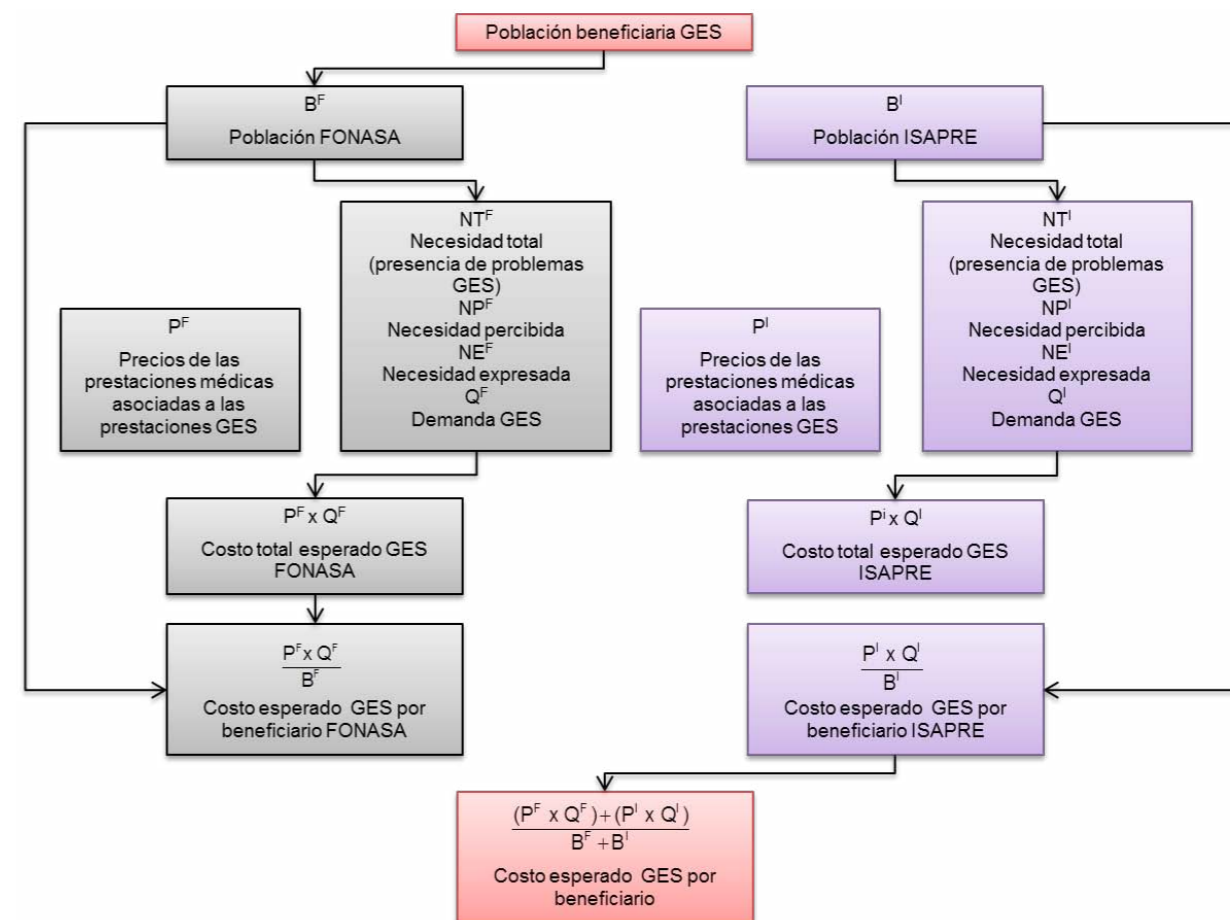 Población beneficiaria GES
B^F
Población FONASA
B^I
Población ISAPRE
NT^F
Necesidad total
(presencia de problemas
GES)
NP^F
Necesidad percibida
NE^F
Necesidad expresada
Q^F
Demanda GES
NT^I
Necesidad total
(presencia de problemas
GES)
NP^I
Necesidad percibida
NE^I
Necesidad expresada
Q^I
Demanda GES
P^F
Precios de las
prestaciones médicas
asociadas a las
prestaciones GES
P^I
Precios de las
prestaciones médicas
asociadas a las
prestaciones GES
P^F x Q^F
Costo total esperado GES
FONASA
P^i x Q^I
Costo total esperado GES
ISAPRE
P^F x Q^F
B^F
Costo esperado GES por
beneficiario FONASA
P^I x Q^I
B^I
Costo esperado GES por
beneficiario ISAPRE
(P^F x Q^F)+(P^I x Q^I)
B^F + B^I
Costo esperado GES por
beneficiario